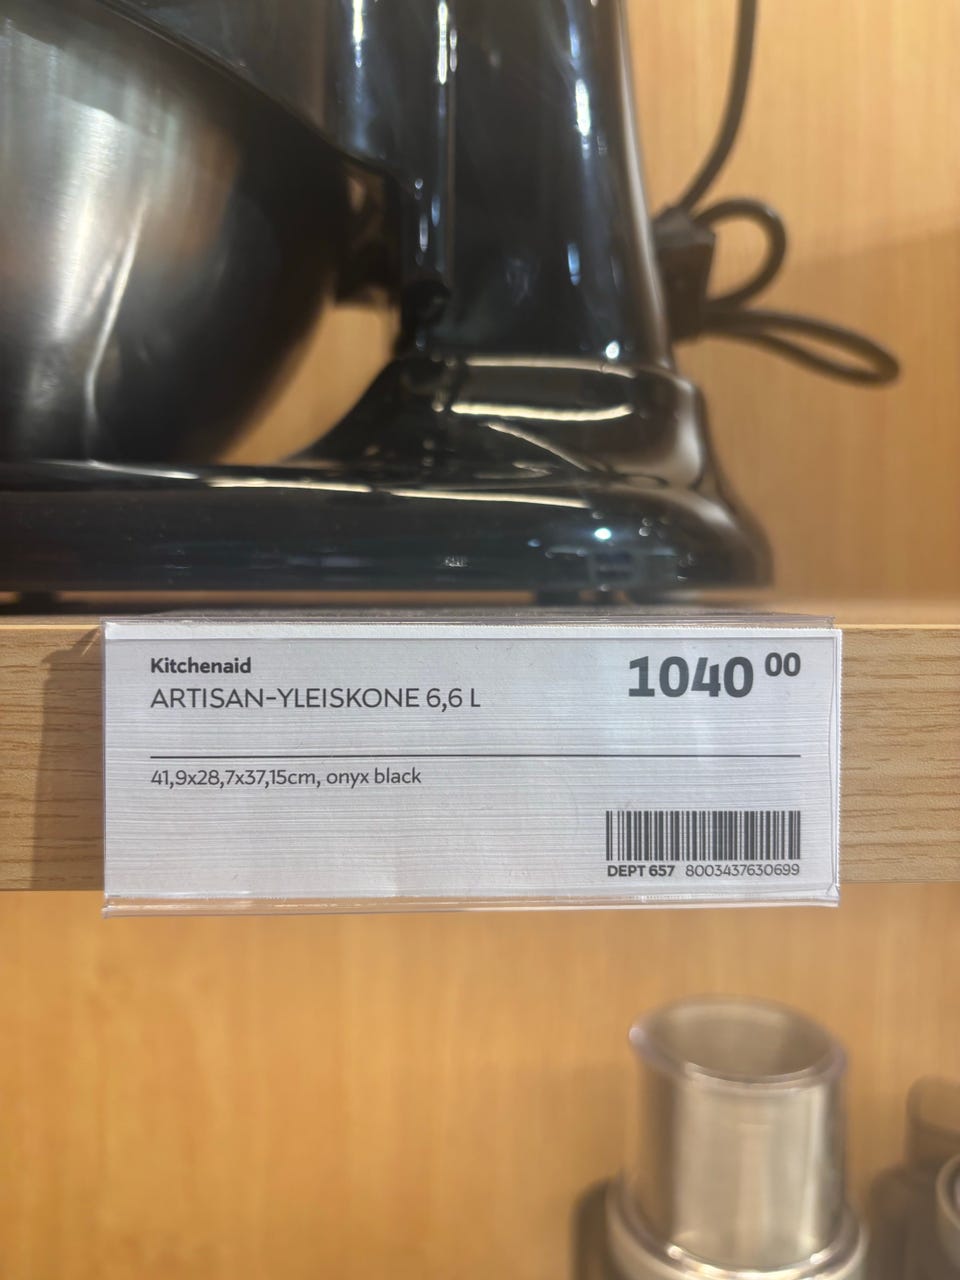 Kitchenaid
ARTISAN-YLEISKONE 6,6 L
1040 00
41,9x28,7x37,15cm, onyx black
DEPT 657 8003437630699